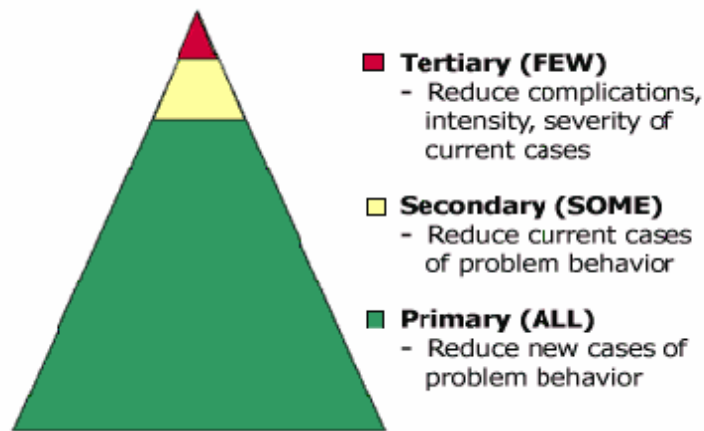 Tertiary (FEW)
- Reduce complications,
intensity, severity of
current cases
Secondary (SOME)
- Reduce current cases
of problem behavior
Primary (ALL)
- Reduce new cases of
problem behavior